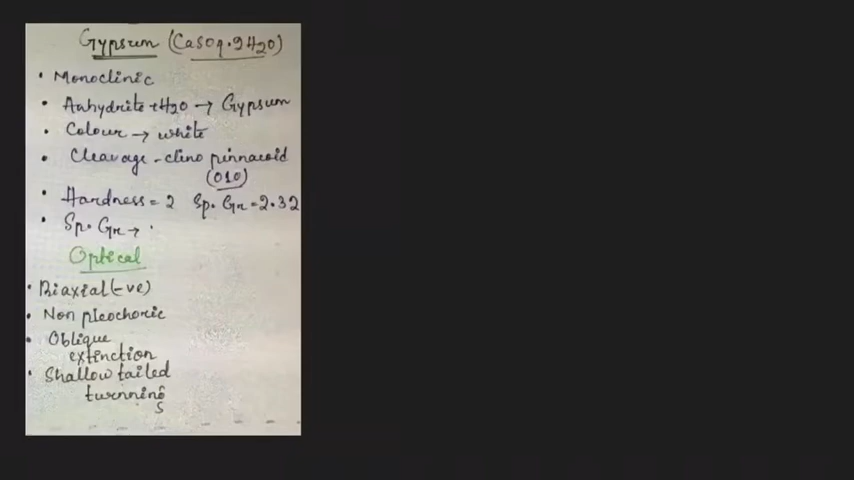 Gypsum (CaSO4.2H2O)
• Monoclinic
• Anhydrite+H2O → Gypsum
• Colour → white
• Cleavage - clino pinnacoid
(010)
• Hardness = 2 Sp. Gr = 2.32
• Sp. Gr →
Optical
• Biaxial(-ve)
• Non pleochoric
• Oblique
extinction
• Shallow tailed
twinning
s